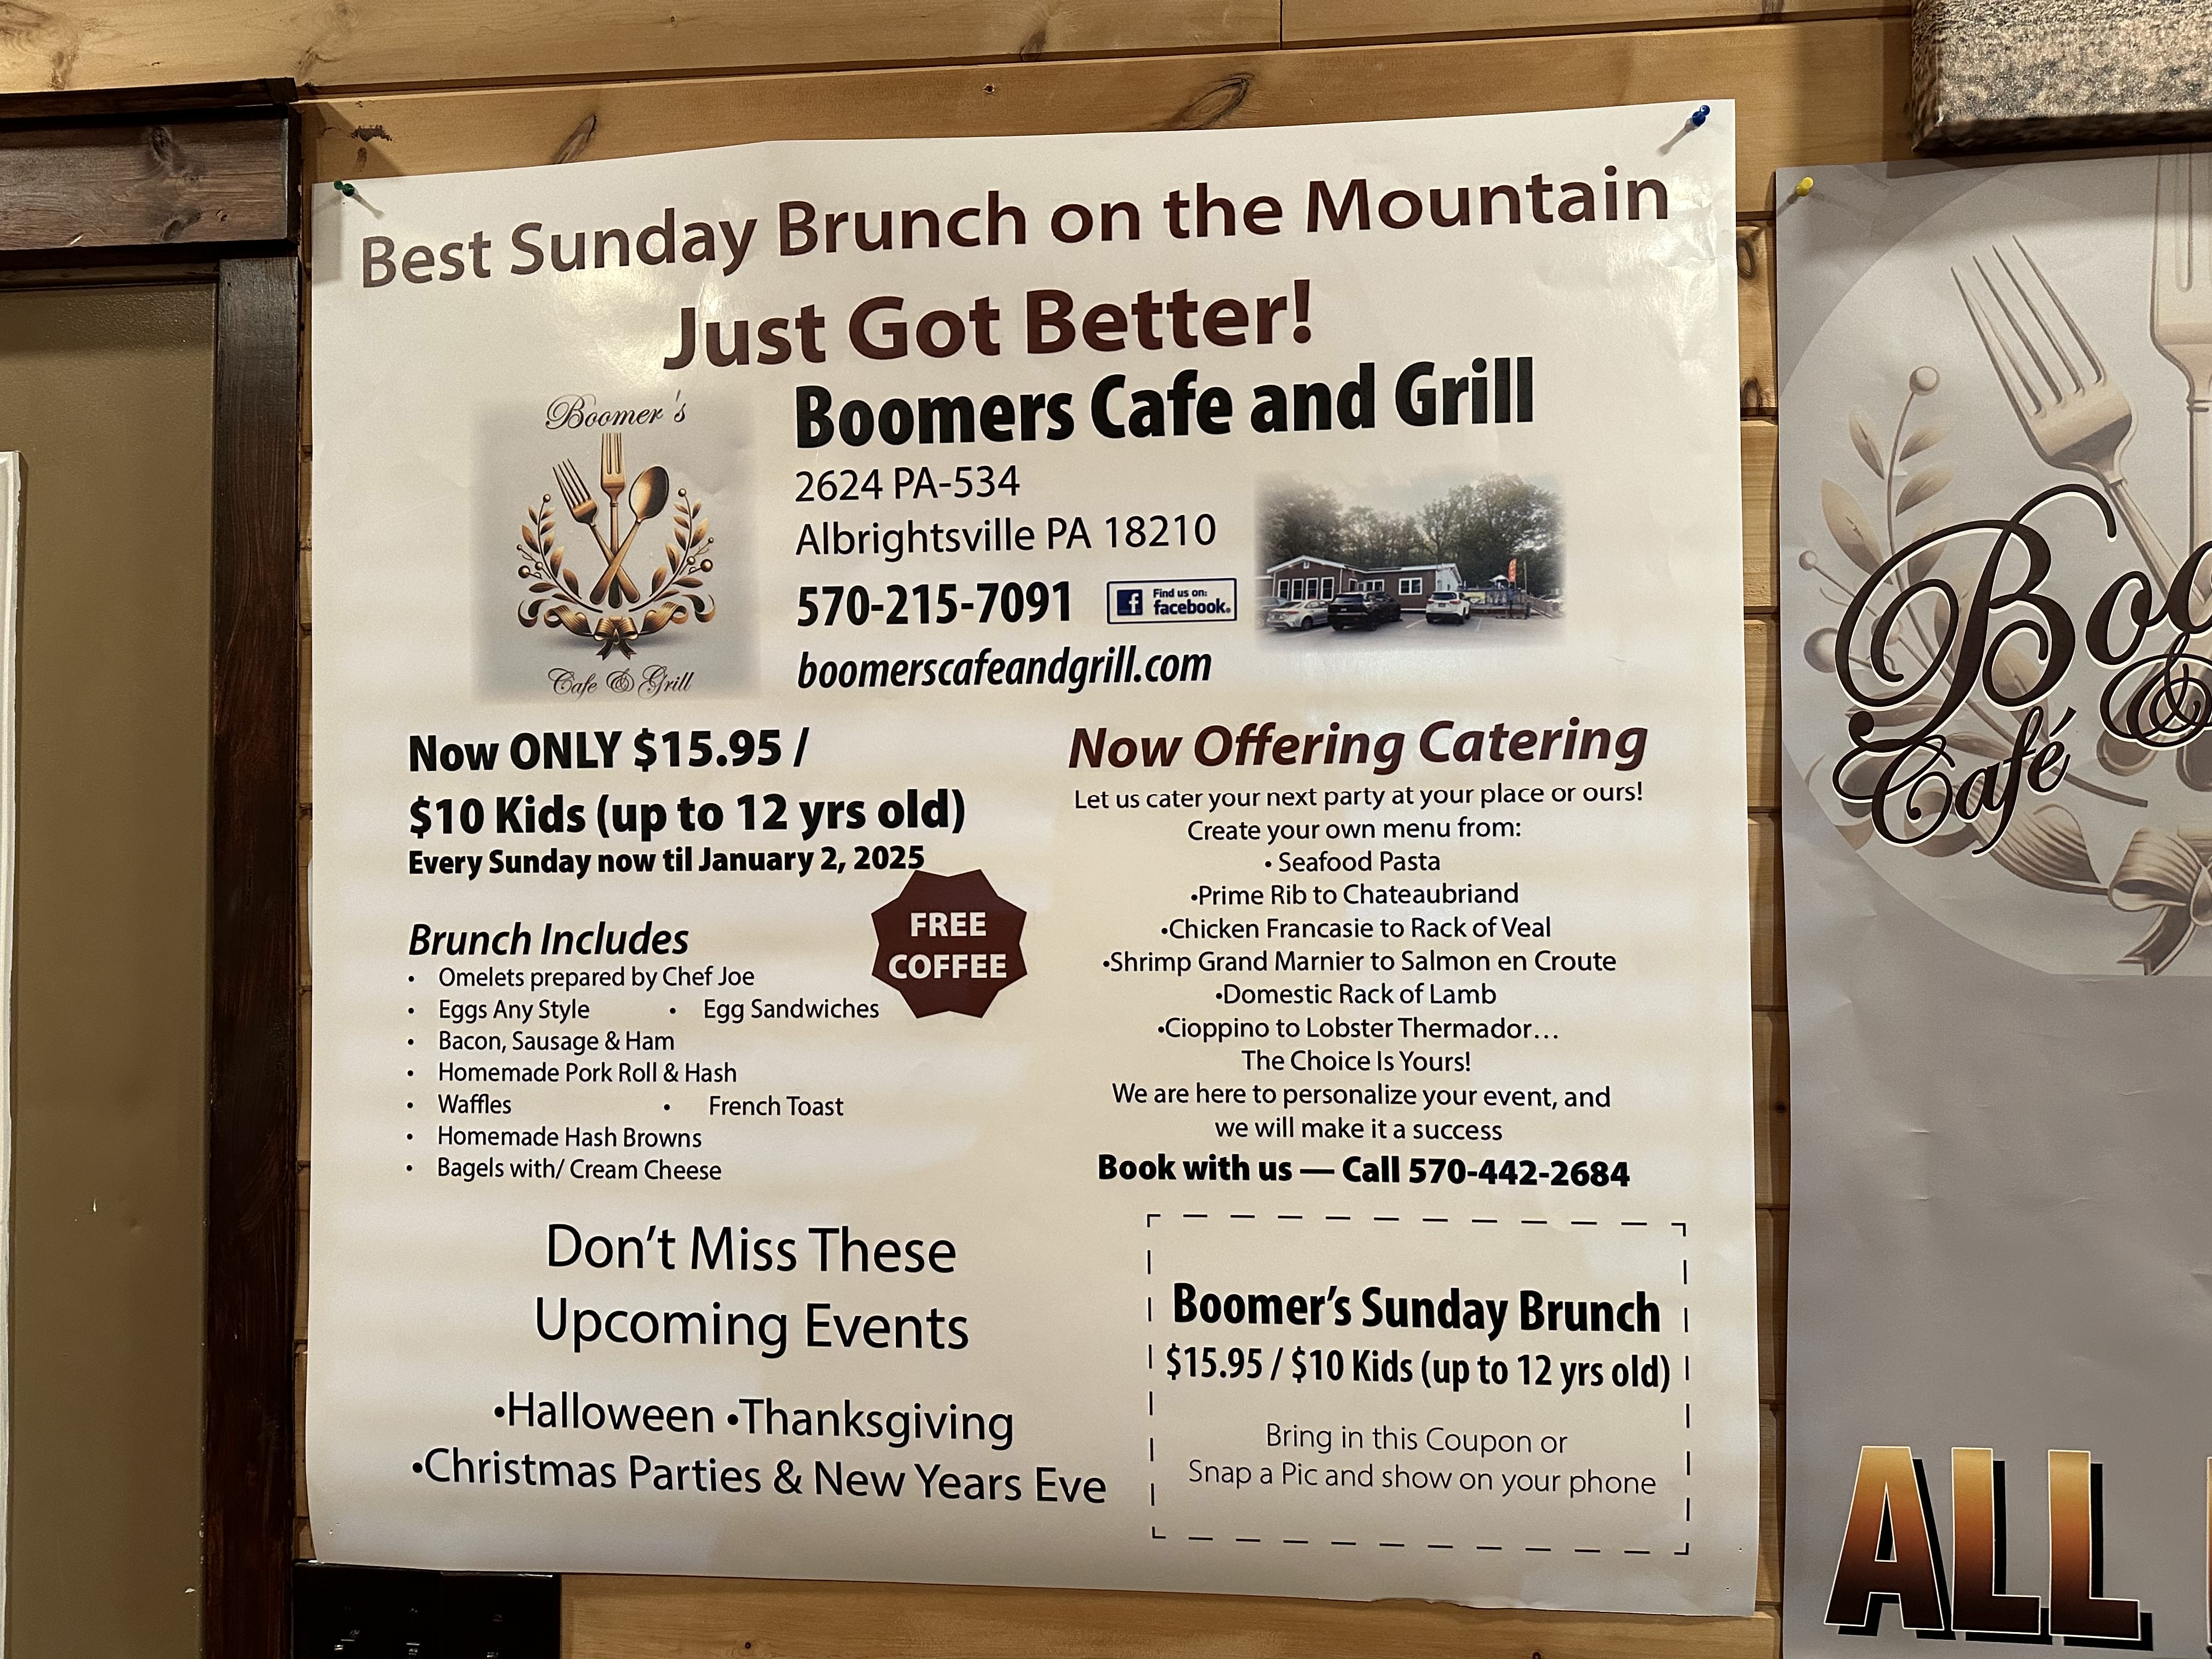 Best Sunday Brunch on the Mountain
Just Got Better!
Boomer's
Cafe & Grill
Boomers Cafe and Grill
2624 PA-534
Albrightsville PA 18210
570-215-7091
Find us on:
facebook.
boomerscafeandgrill.com
Now ONLY $15.95 /
$10 Kids (up to 12 yrs old)
Every Sunday now til January 2, 2025
FREE
COFFEE
Brunch Includes
• Omelets prepared by Chef Joe
• Eggs Any Style • Egg Sandwiches
• Bacon, Sausage & Ham
• Homemade Pork Roll & Hash
• Waffles • French Toast
• Homemade Hash Browns
• Bagels with/ Cream Cheese
Now Offering Catering
Let us cater your next party at your place or ours!
Create your own menu from:
• Seafood Pasta
•Prime Rib to Chateaubriand
•Chicken Francasie to Rack of Veal
•Shrimp Grand Marnier to Salmon en Croute
•Domestic Rack of Lamb
•Cioppino to Lobster Thermador…
The Choice Is Yours!
We are here to personalize your event, and
we will make it a success
Book with us — Call 570-442-2684
Don't Miss These
Upcoming Events
•Halloween •Thanksgiving
•Christmas Parties & New Years Eve
Boomer's Sunday Brunch
$15.95 / $10 Kids (up to 12 yrs old)
Bring in this Coupon or
Snap a Pic and show on your phone
Boo
Café &
ALL